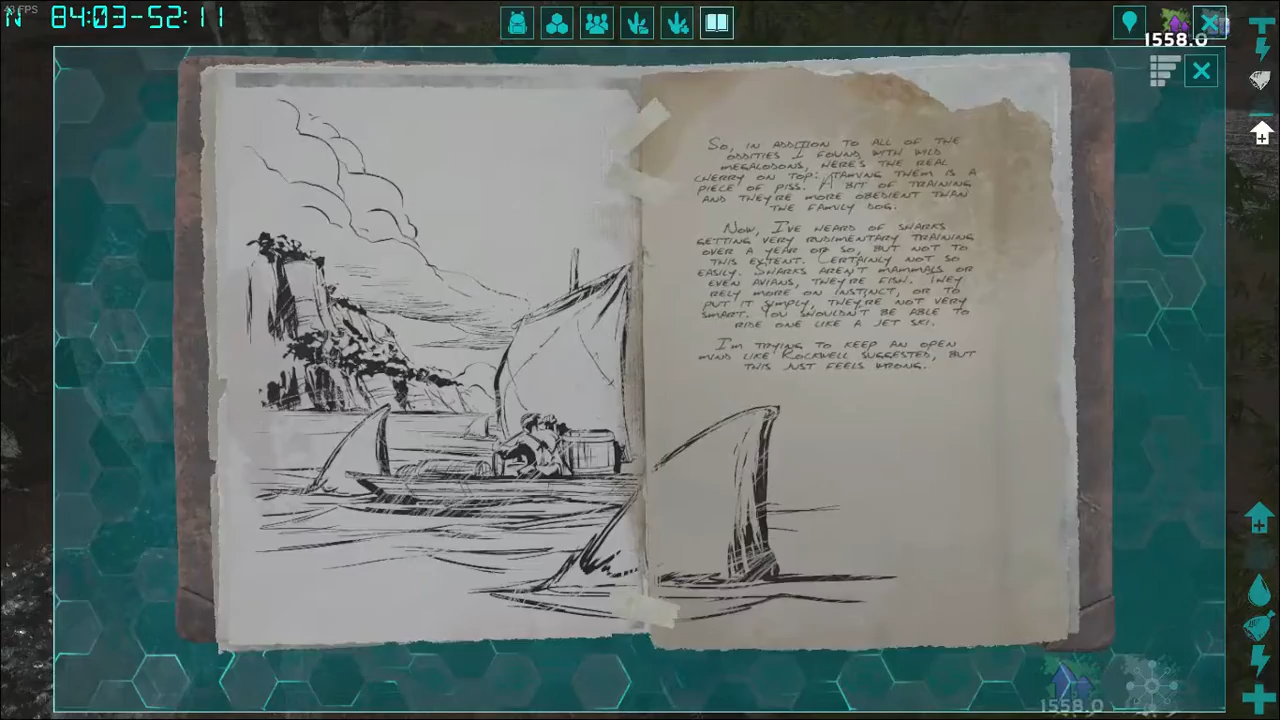 N 84:03-52:11
FPS
1558.0
So, in addition to all of the
oddities I found with wild
megalodons, here's the real
cherry on top: taming them is a
piece of piss. A bit of training
and they're more obedient than
the family dog.
Now, I've heard of sharks
getting very rudimentary training
over a year or so, but not to
this extent. Certainly not so
easily. Sharks aren't mammals or
even avians, they're fish. They
rely more on instinct, or to
put it simply, they're not very
smart. You shouldn't be able to
ride one like a jet ski.
I'm trying to keep an open
mind like Rockwell suggested, but
this just feels wrong.
1558.0